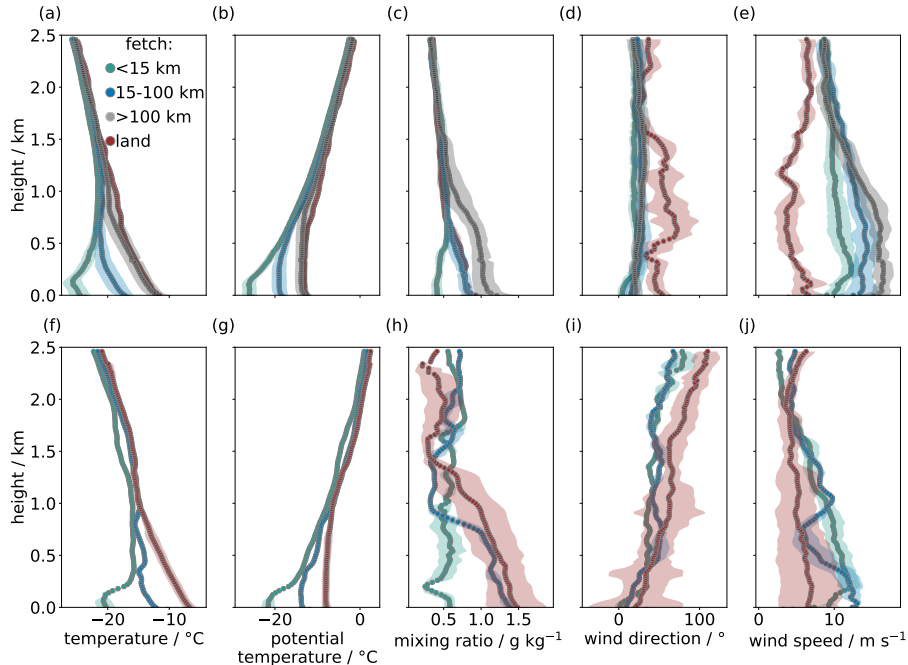 (a) (b) (c) (d) (e)
2.5
2.0
1.5
1.0
0.5
0.0
height / km
fetch:
<15 km
15-100 km
>100 km
land
(f) (g) (h) (i) (j)
2.5
2.0
1.5
1.0
0.5
0.0
height / km
−20 −10
temperature / °C
−20 0
potential
temperature / °C
0.5 1.0 1.5
mixing ratio / g kg⁻¹
0 100
wind direction / °
5 10 15
wind speed / m s⁻¹